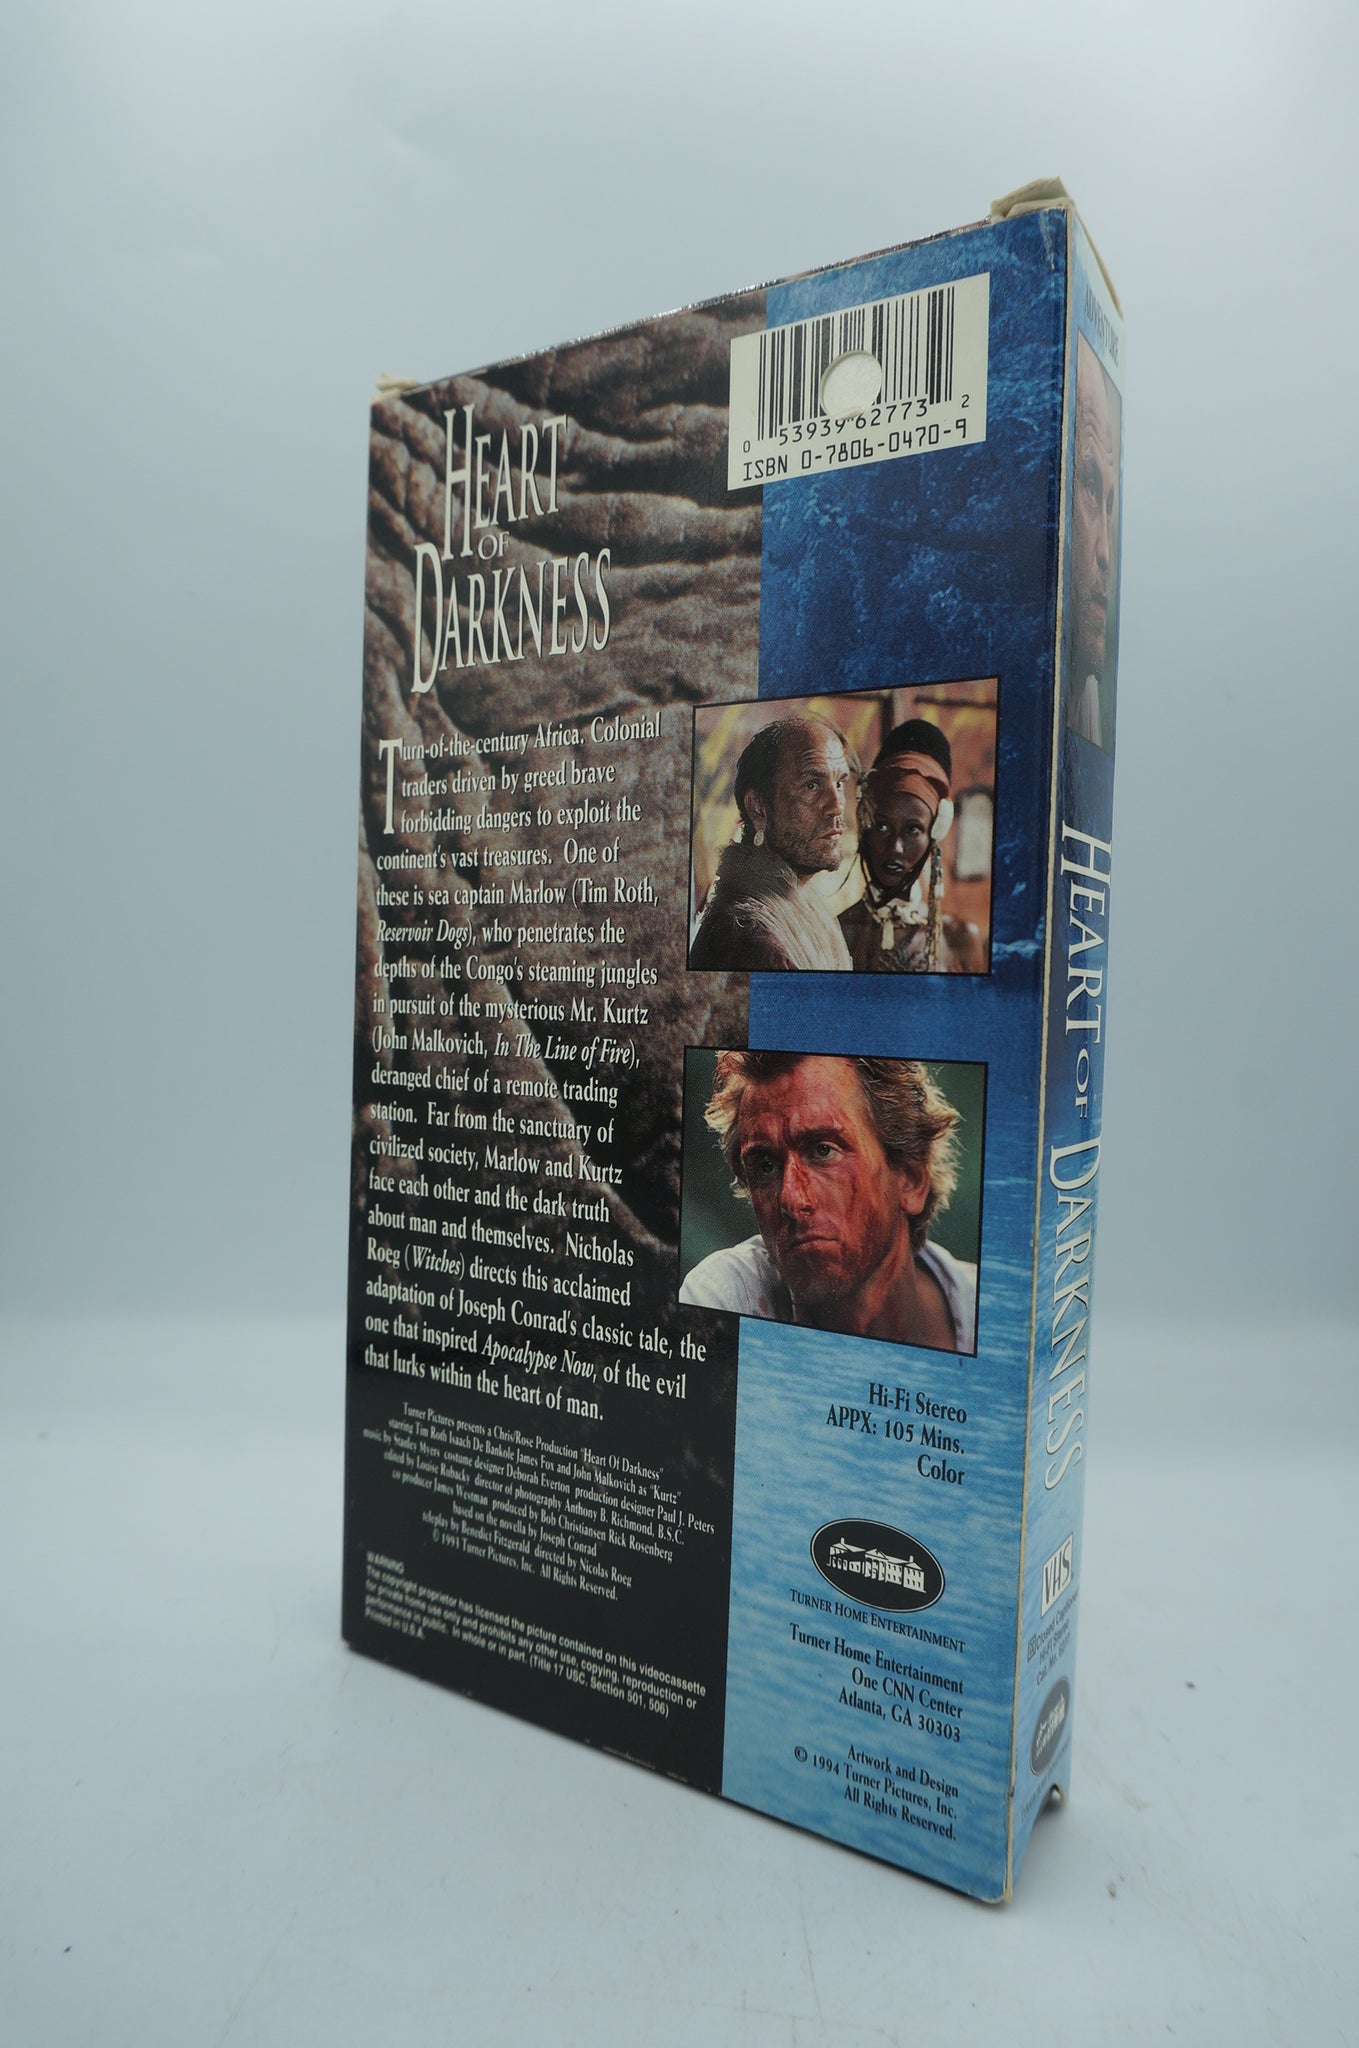 HEART
OF
DARKNESS
Turn-of-the-century Africa. Colonial
traders driven by greed brave
forbidding dangers to exploit the
continent's vast treasures. One of
these is sea captain Marlow (Tim Roth,
Reservoir Dogs), who penetrates the
depths of the Congo's steaming jungles
in pursuit of the mysterious Mr. Kurtz
(John Malkovich, In The Line of Fire),
deranged chief of a remote trading
station. Far from the sanctuary of
civilized society, Marlow and Kurtz
face each other and the dark truth
about man and themselves. Nicholas
Roeg (Witches) directs this acclaimed
adaptation of Joseph Conrad's classic tale, the
one that inspired Apocalypse Now, of the evil
that lurks within the heart of man.
Turner Pictures presents a Chris/Rose Production "Heart Of Darkness"
starring Tim Roth Isaach De Bankole James Fox and John Malkovich as "Kurtz"
music by Stanley Myers costume designer Deborah Everton production designer Paul J. Peters
edited by Louise Rubacky director of photography Anthony B. Richmond, B.S.C.
co producer James Westman produced by Bob Christiansen Rick Rosenberg
based on the novella by Joseph Conrad
teleplay by Benedict Fitzgerald directed by Nicolas Roeg
© 1993 Turner Pictures, Inc. All Rights Reserved.
WARNING
The copyright proprietor has licensed the picture contained on this videocassette
for private home use only and prohibits any other use, copying, reproduction or
performance in public. In whole or in part. (Title 17 USC. Section 501, 506)
Printed in U.S.A.
0 53939 62773 2
ISBN 0-7806-0470-9
Hi-Fi Stereo
APPX: 105 Mins.
Color
TURNER HOME ENTERTAINMENT
Turner Home Entertainment
One CNN Center
Atlanta, GA 30303
Artwork and Design
© 1994 Turner Pictures, Inc.
All Rights Reserved.
ADVENTURE
HEART OF DARKNESS
VHS
Closed Captioned
Hi-Fi Stereo
Cat. No.